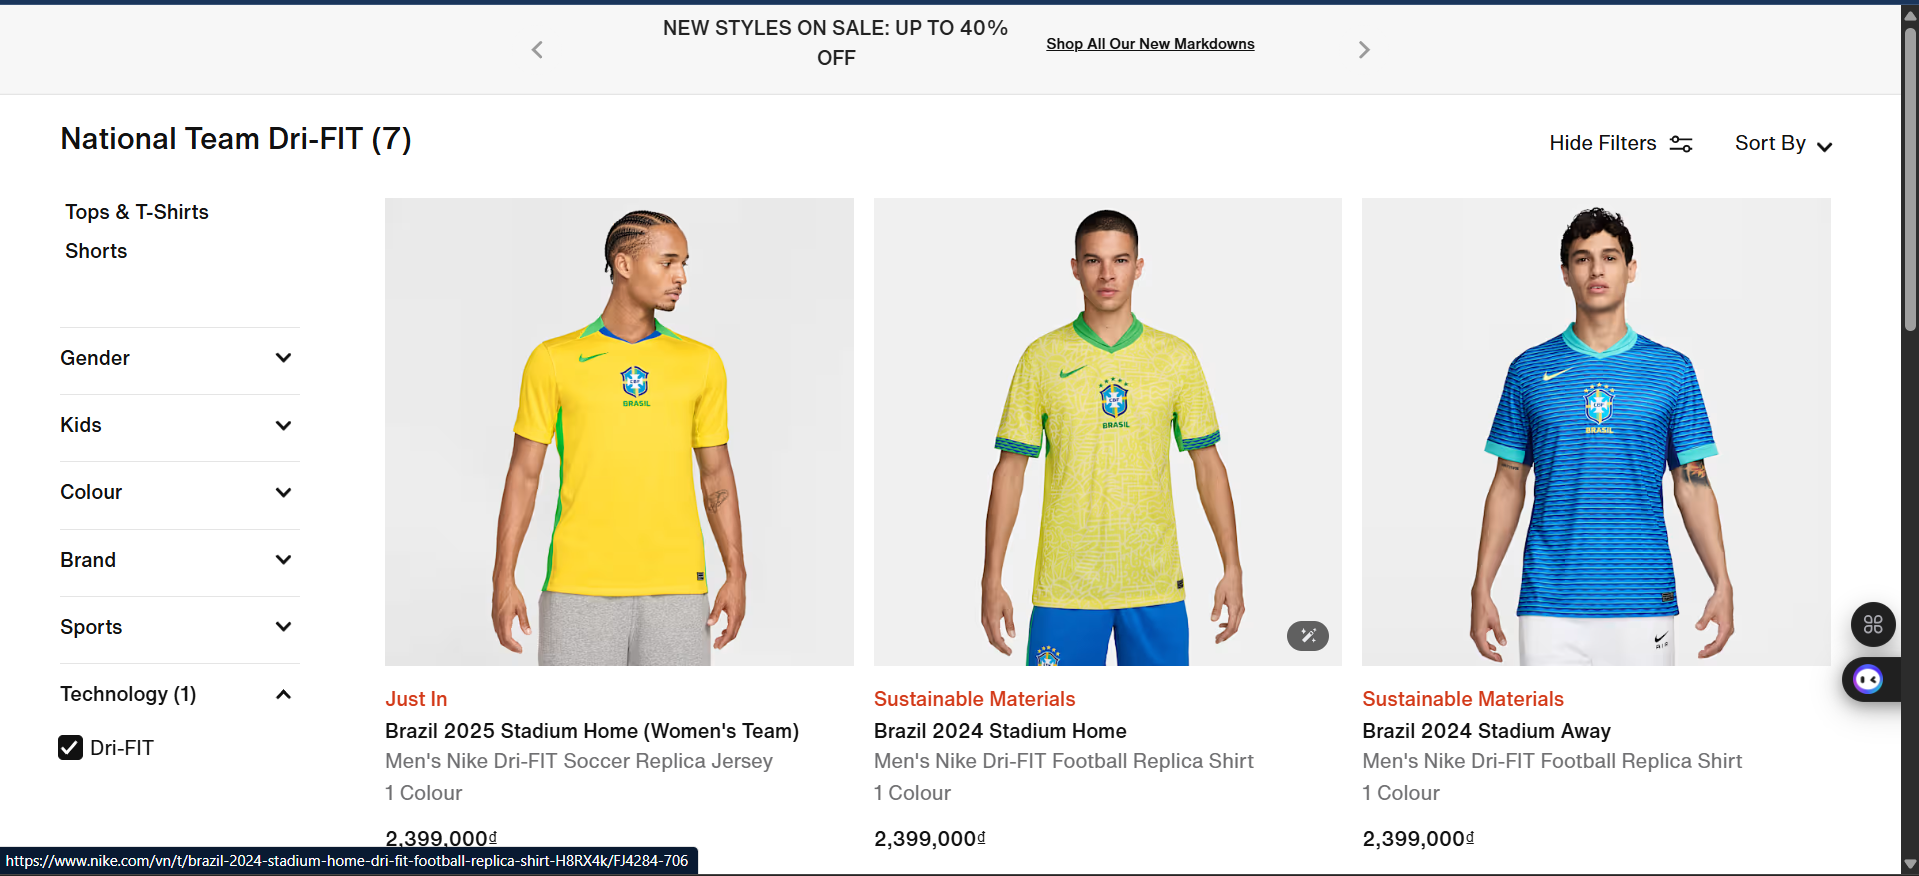 NEW STYLES ON SALE: UP TO 40%
OFF
Shop All Our New Markdowns
National Team Dri-FIT (7)
Hide Filters
Sort By
Tops & T-Shirts
Shorts
Gender
Kids
Colour
Brand
Sports
Technology (1)
Dri-FIT
CBF
BRASIL
CBF
BRASIL
CBF
BRASIL
AIR
Just In
Brazil 2025 Stadium Home (Women's Team)
Men's Nike Dri-FIT Soccer Replica Jersey
1 Colour
2,399,000₫
Sustainable Materials
Brazil 2024 Stadium Home
Men's Nike Dri-FIT Football Replica Shirt
1 Colour
2,399,000₫
Sustainable Materials
Brazil 2024 Stadium Away
Men's Nike Dri-FIT Football Replica Shirt
1 Colour
2,399,000₫
https://www.nike.com/vn/t/brazil-2024-stadium-home-dri-fit-football-replica-shirt-H8RX4k/FJ4284-706